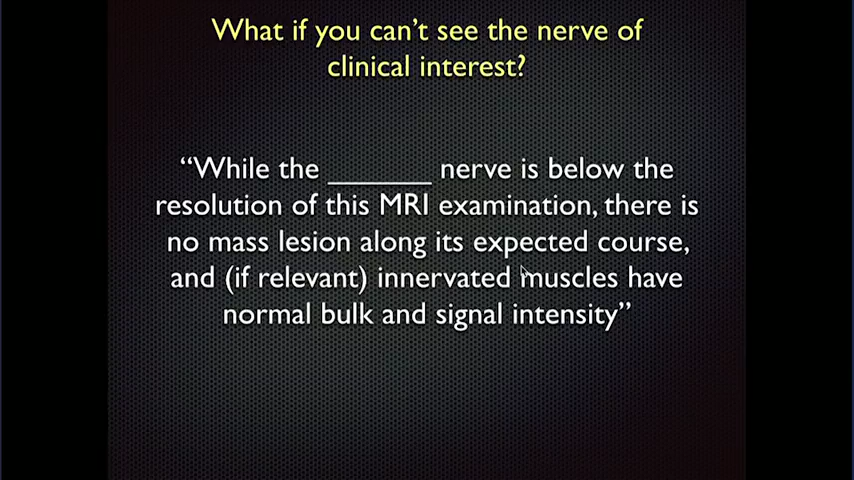 What if you can’t see the nerve of
clinical interest?
“While the _______ nerve is below the
resolution of this MRI examination, there is
no mass lesion along its expected course,
and (if relevant) innervated muscles have
normal bulk and signal intensity”